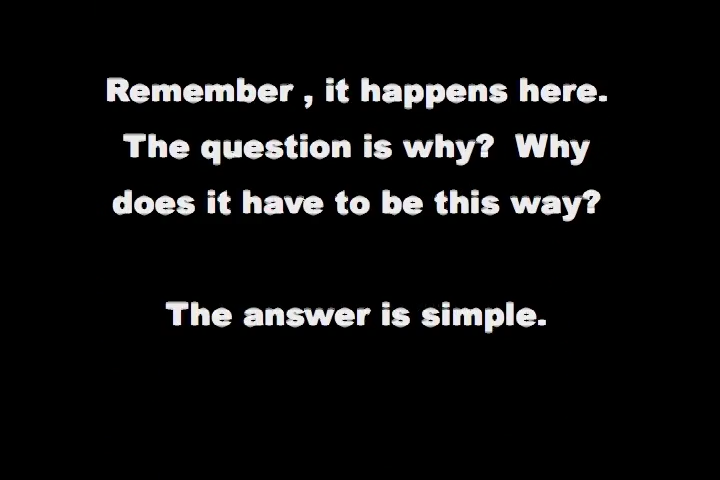 Remember , it happens here.
The question is why? Why
does it have to be this way?
The answer is simple.